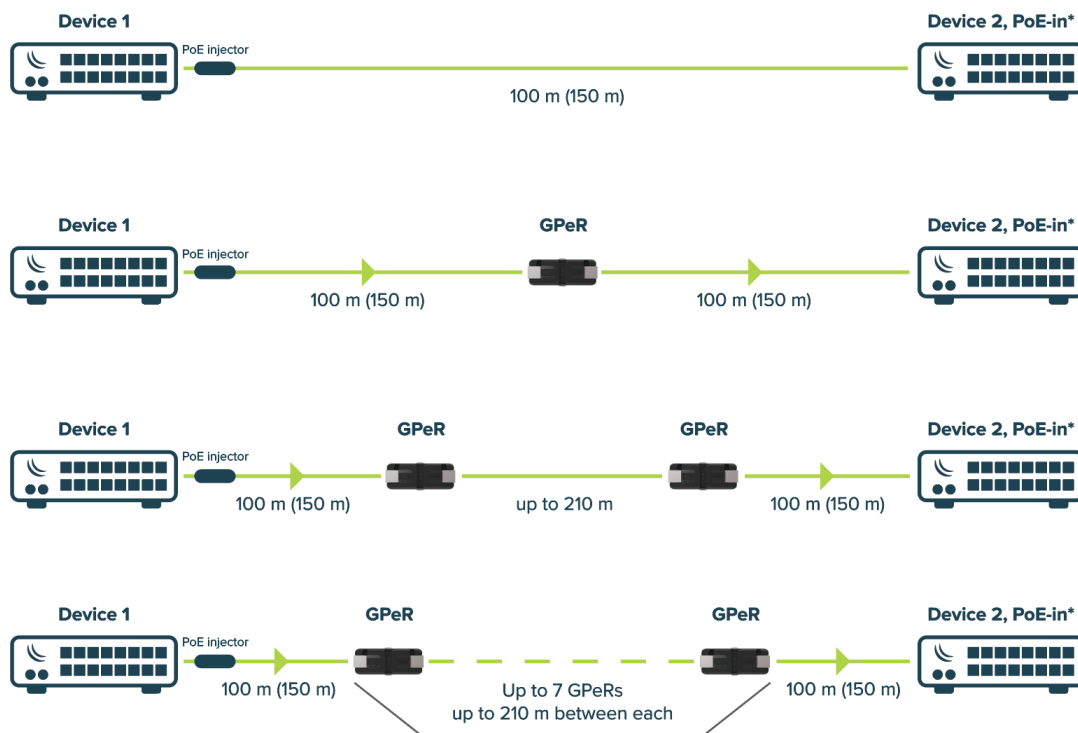 Device 1
Device 2, PoE-in*
PoE injector
100 m (150 m)
Device 1
GPeR
Device 2, PoE-in*
PoE injector
100 m (150 m)
100 m (150 m)
Device 1
GPeR
GPeR
Device 2, PoE-in*
PoE injector
100 m (150 m)
up to 210 m
100 m (150 m)
Device 1
GPeR
GPeR
Device 2, PoE-in*
PoE injector
100 m (150 m)
Up to 7 GPeRs
up to 210 m between each
100 m (150 m)